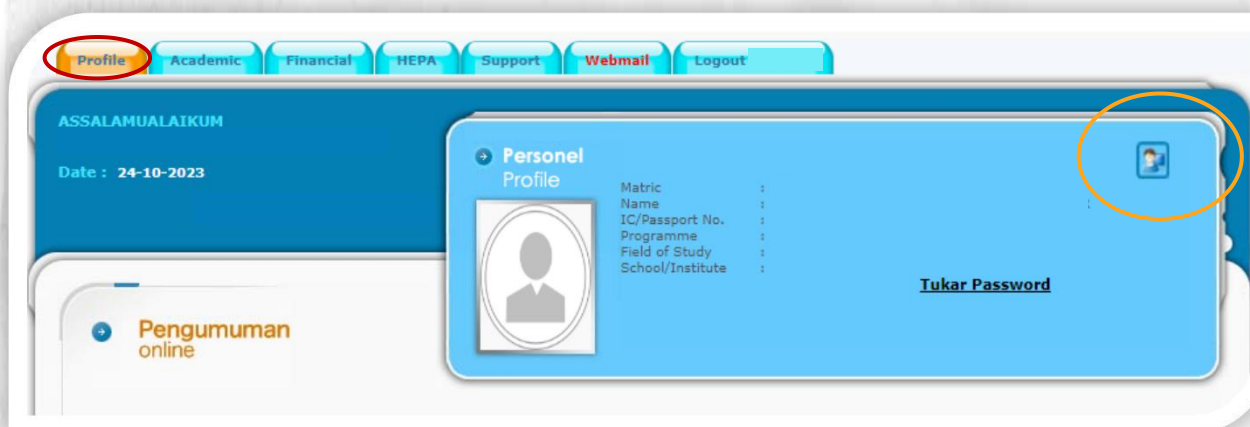 Profile Academic Financial HEPA Support Webmail Logout
ASSALAMUALAIKUM
Date : 24-10-2023
Personel
Profile
Matric :
Name :
IC/Passport No. :
Programme :
Field of Study :
School/Institute :
Tukar Password
Pengumuman
online